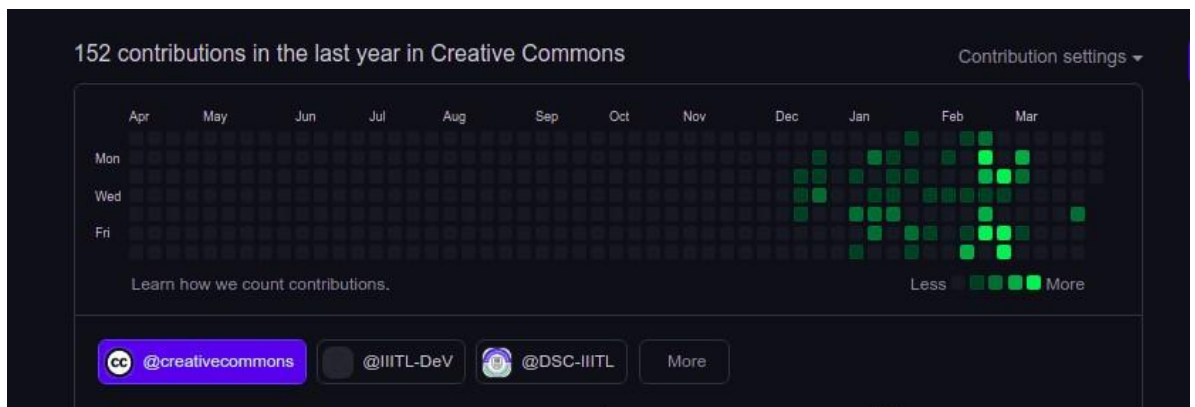 152 contributions in the last year in Creative Commons
Contribution settings
Apr May Jun Jul Aug Sep Oct Nov Dec Jan Feb Mar
Mon
Wed
Fri
Learn how we count contributions.
Less More
cc @creativecommons @IIITL-DeV @DSC-IIITL More